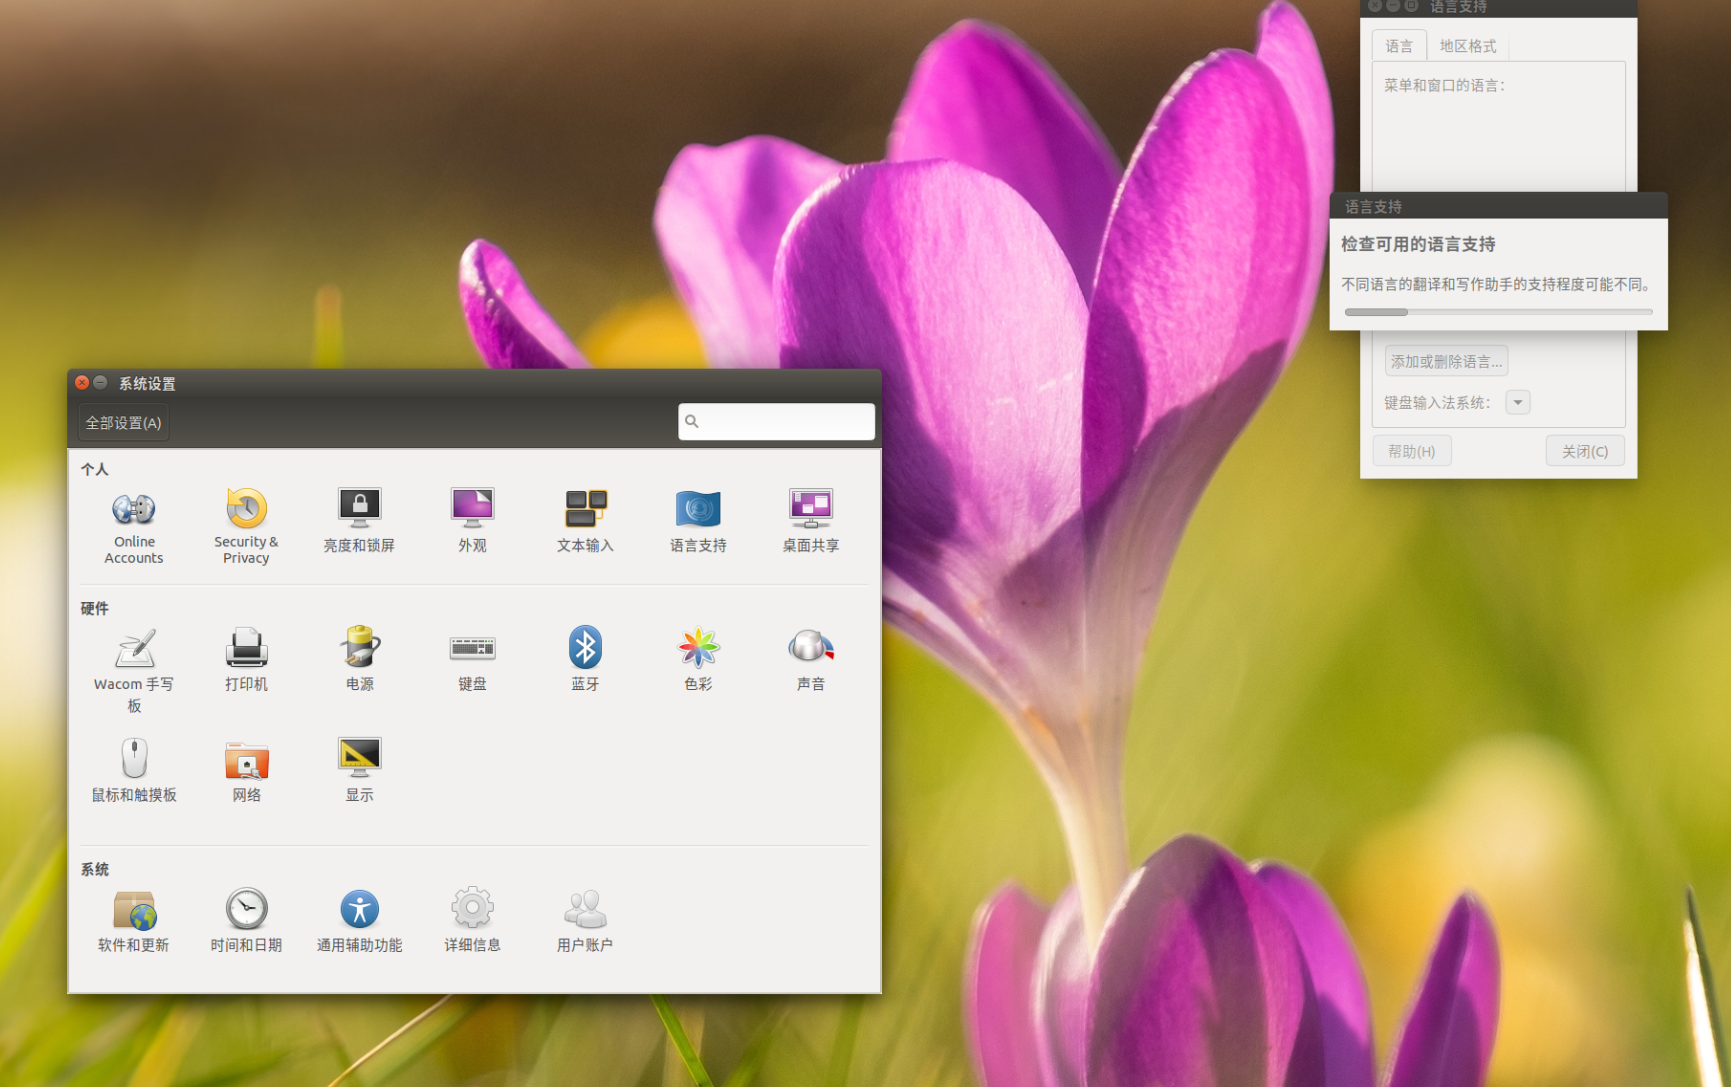 语言支持
语言 地区格式
菜单和窗口的语言：
语言支持
检查可用的语言支持
不同语言的翻译和写作助手的支持程度可能不同。
添加或删除语言...
键盘输入法系统：
帮助(H) 关闭(C)
系统设置
全部设置(A)
个人
Online
Accounts
Security &
Privacy
亮度和锁屏
外观
文本输入
语言支持
桌面共享
硬件
Wacom 手写
板
打印机
电源
键盘
蓝牙
色彩
声音
鼠标和触摸板
网络
显示
系统
软件和更新
时间和日期
通用辅助功能
详细信息
用户账户